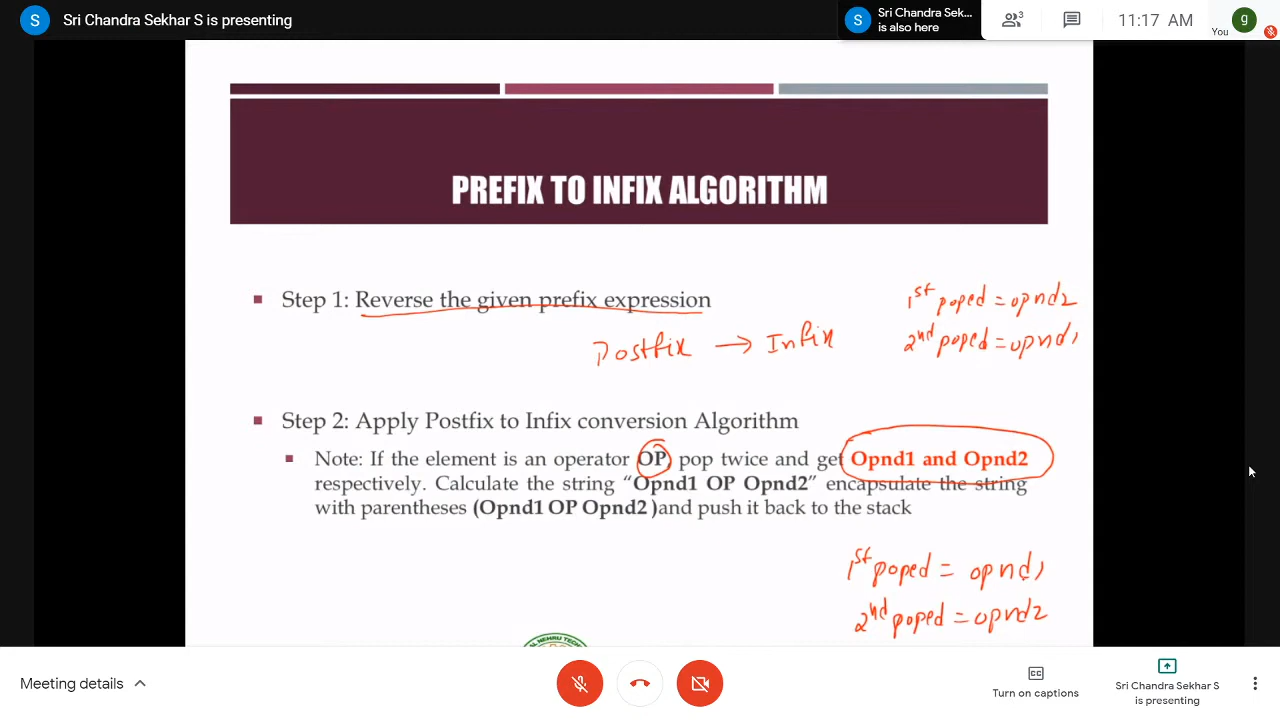 S Sri Chandra Sekhar S is presenting
S Sri Chandra Sek...
is also here
3
11:17 AM
g
You
PREFIX TO INFIX ALGORITHM
Step 1: Reverse the given prefix expression
1st poped = opnd2
Postfix → Infix
2nd poped = opnd1
Step 2: Apply Postfix to Infix conversion Algorithm
Note: If the element is an operator OP, pop twice and get Opnd1 and Opnd2
respectively. Calculate the string “Opnd1 OP Opnd2” encapsulate the string
with parentheses (Opnd1 OP Opnd2 )and push it back to the stack
1st poped = opnd1
2nd poped = opnd2
AL NEHRU TECH
Meeting details
CC
Turn on captions
Sri Chandra Sekhar S
is presenting